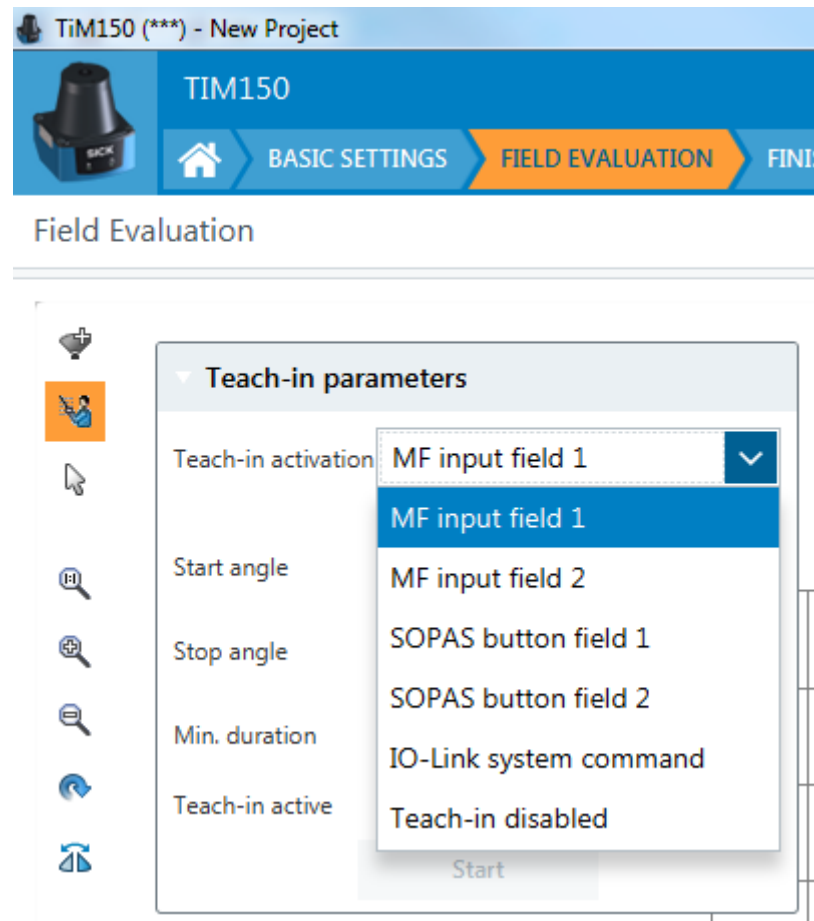 TiM150 (***) - New Project
TIM150
SICK
BASIC SETTINGS FIELD EVALUATION FINIS
Field Evaluation
Teach-in parameters
Teach-in activation MF input field 1
MF input field 1
Start angle
MF input field 2
Stop angle
SOPAS button field 1
SOPAS button field 2
Min. duration
IO-Link system command
Teach-in active
Teach-in disabled
Start